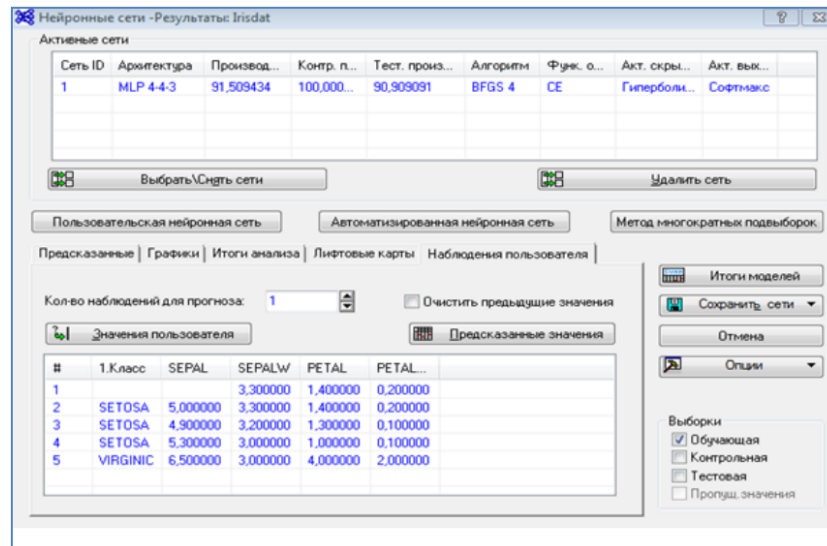 Нейронные сети -Результаты: Irisdat
Активные сети
Сеть ID Архитектура Производ... Контр. п... Тест. произ... Алгоритм Функ. о... Акт. скры... Акт. вых...
1 MLP 4-4-3 91,509434 100,000... 90,909091 BFGS 4 CE Гиперболи... Софтмакс
Выбрать\Снять сети Удалить сеть
Пользовательская нейронная сеть Автоматизированная нейронная сеть Метод многократных подвыборок
Предсказанные Графики Итоги анализа Лифтовые карты Наблюдения пользователя
Кол-во наблюдений для прогноза: 1 Очистить предыдущие значения
Значения пользователя Предсказанные значения
# 1.Класс SEPAL SEPALW PETAL PETAL...
1 3,300000 1,400000 0,200000
2 SETOSA 5,000000 3,300000 1,400000 0,200000
3 SETOSA 4,900000 3,200000 1,300000 0,100000
4 SETOSA 5,300000 3,000000 1,000000 0,100000
5 VIRGINIC 6,500000 3,000000 4,000000 2,000000
Итоги моделей
Сохранить сети
Отмена
Опции
Выборки
Обучающая
Контрольная
Тестовая
Пропущ. значения